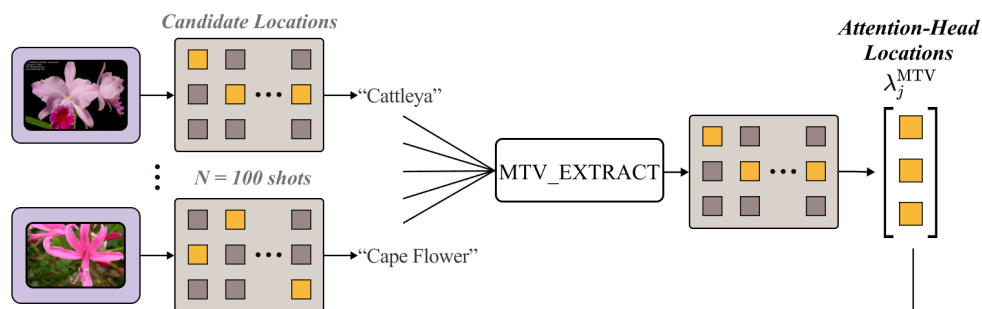 Candidate Locations
Attention-Head
Locations
λ_j^MTV
"Cattleya"
N = 100 shots
MTV_EXTRACT
"Cape Flower"